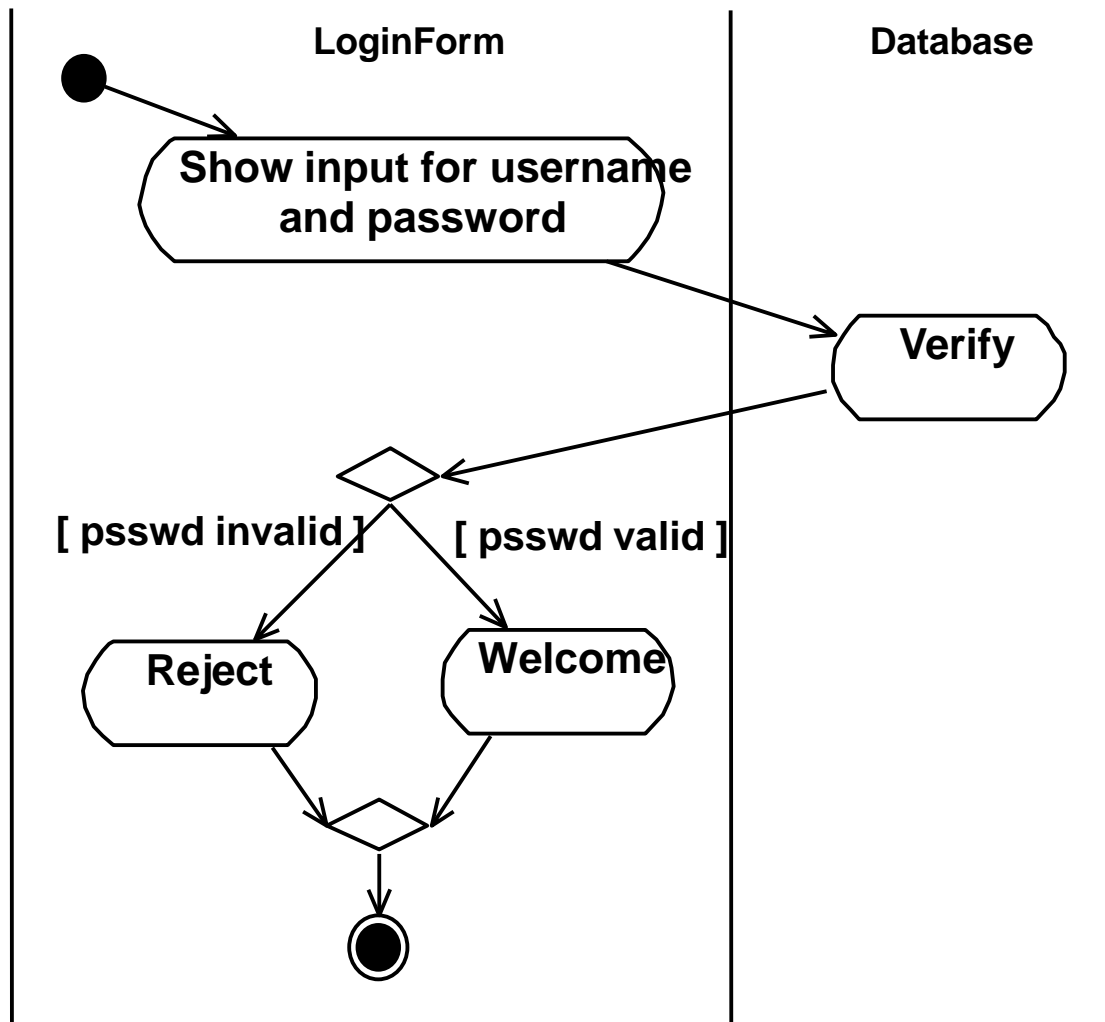 LoginForm
Database
Show input for username
and password
Verify
[ psswd invalid ]
[ psswd valid ]
Reject
Welcome